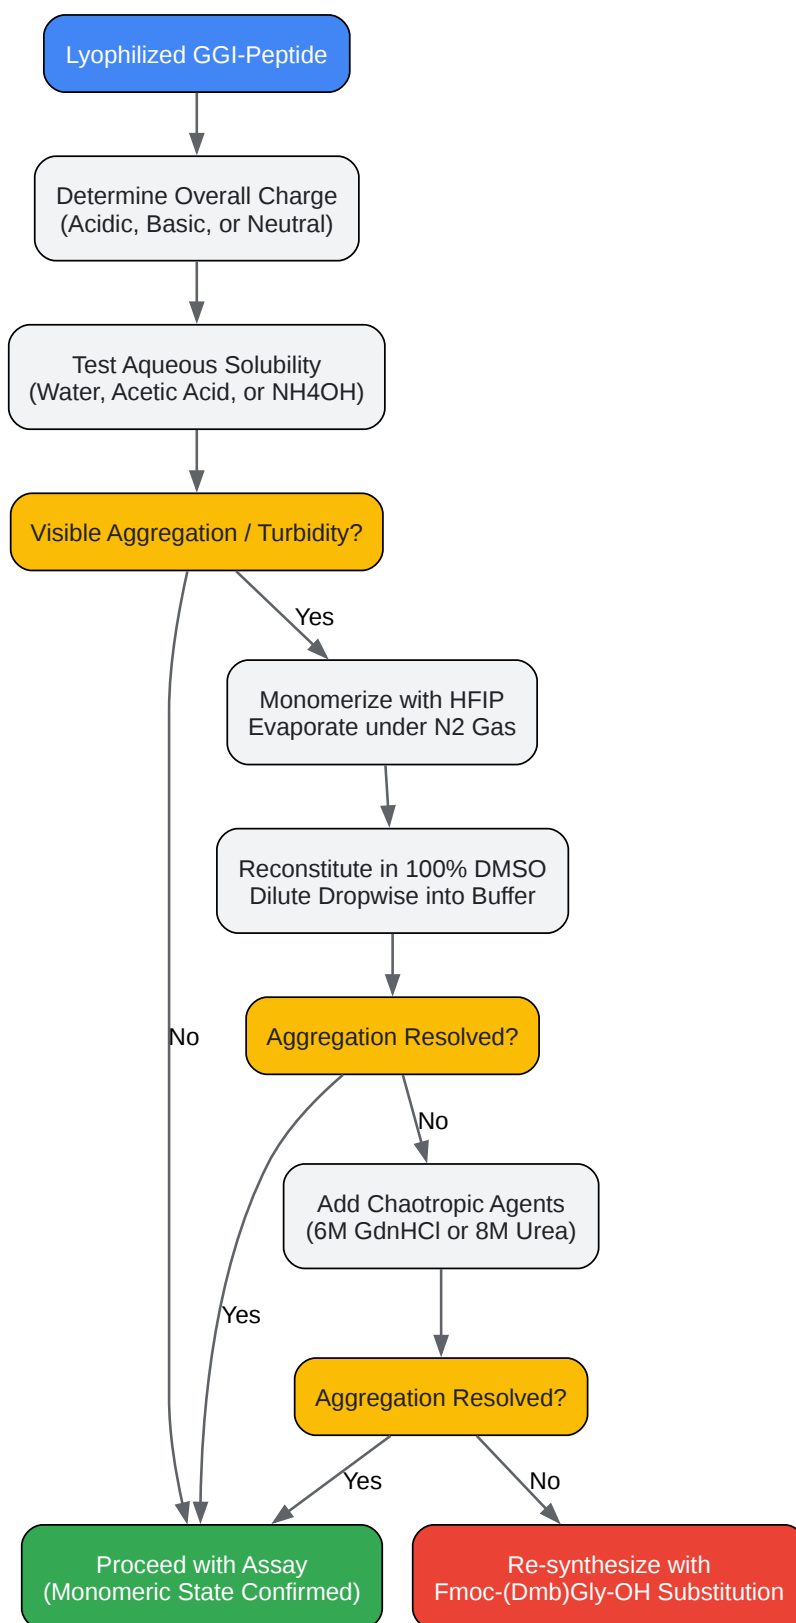 Lyophilized GGI-Peptide
Determine Overall Charge
(Acidic, Basic, or Neutral)
Test Aqueous Solubility
(Water, Acetic Acid, or NH4OH)
Visible Aggregation / Turbidity?
Yes
Monomerize with HFIP
Evaporate under N2 Gas
Reconstitute in 100% DMSO
Dilute Dropwise into Buffer
No
Aggregation Resolved?
No
Add Chaotropic Agents
(6M GdnHCl or 8M Urea)
Yes
Aggregation Resolved?
Yes
No
Proceed with Assay
(Monomeric State Confirmed)
Re-synthesize with
Fmoc-(Dmb)Gly-OH Substitution